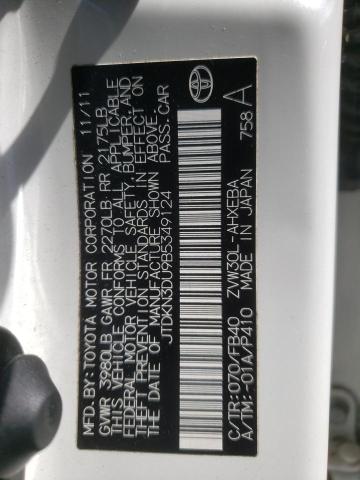 MFD. BY: TOYOTA MOTOR CORPORATION 11/11
GVWR 3980LB GAWR FR 2270LB RR 2175LB
THIS VEHICLE CONFORMS TO ALL APPLICABLE
FEDERAL MOTOR VEHICLE SAFETY, BUMPER, AND
THEFT PREVENTION STANDARDS IN EFFECT ON
THE DATE OF MANUFACTURE SHOWN ABOVE.
JTDKN3DU9B5349124 PASS. CAR
C/TR: 070/FB40 ZVW30L-AHXEBA
A/TM: -01A/P410 MADE IN JAPAN 758 A